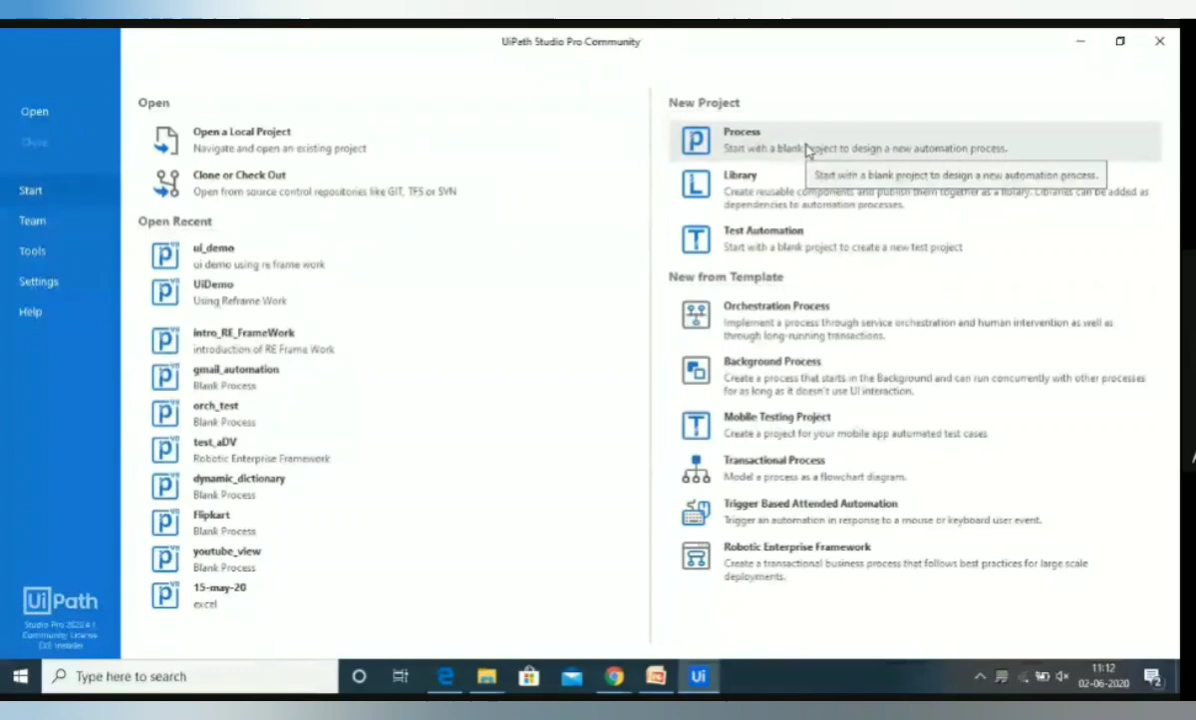 UiPath Studio Pro Community
Open
Close
Start
Team
Tools
Settings
Help
UiPath
Studio Pro 2020.4.1
Community License
EXE Installer
Open
Open a Local Project
Navigate and open an existing project
Clone or Check Out
Open from source control repositories like GIT, TFS or SVN
Open Recent
ui_demo
ui demo using re frame work
UiDemo
Using Reframe Work
intro_RE_FrameWork
introduction of RE Frame Work
gmail_automation
Blank Process
orch_test
Blank Process
test_aDV
Robotic Enterprise Framework
dynamic_dictionary
Blank Process
Flipkart
Blank Process
youtube_view
Blank Process
15-may-20
excel
New Project
Process
Start with a blank project to design a new automation process.
Start with a blank project to design a new automation process.
Library
Create reusable components and publish them together as a library. Libraries can be added as
dependencies to automation processes.
Test Automation
Start with a blank project to create a new test project
New from Template
Orchestration Process
Implement a process through service orchestration and human intervention as well as
through long-running transactions.
Background Process
Create a process that starts in the Background and can run concurrently with other processes
for as long as it doesn't use UI interaction.
Mobile Testing Project
Create a project for your mobile app automated test cases
Transactional Process
Model a process as a flowchart diagram.
Trigger Based Attended Automation
Trigger an automation in response to a mouse or keyboard user event.
Robotic Enterprise Framework
Create a transactional business process that follows best practices for large scale
deployments.
Type here to search
Ui
11:12
02-06-2020